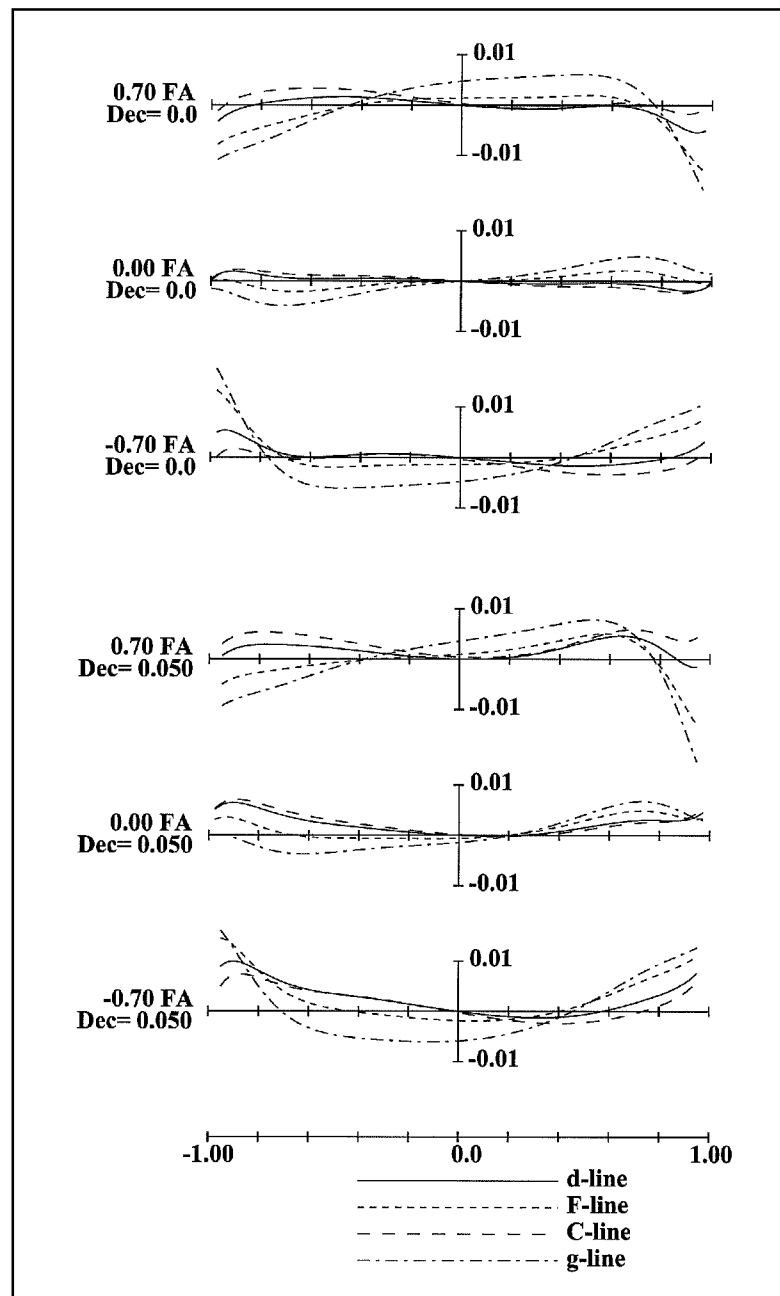 0.01
0.70 FA
Dec= 0.0
-0.01
0.01
0.00 FA
Dec= 0.0
-0.01
0.01
-0.70 FA
Dec= 0.0
-0.01
0.01
0.70 FA
Dec= 0.050
-0.01
0.01
0.00 FA
Dec= 0.050
-0.01
0.01
-0.70 FA
Dec= 0.050
-0.01
-1.00 0.0 1.00
d-line
F-line
C-line
g-line